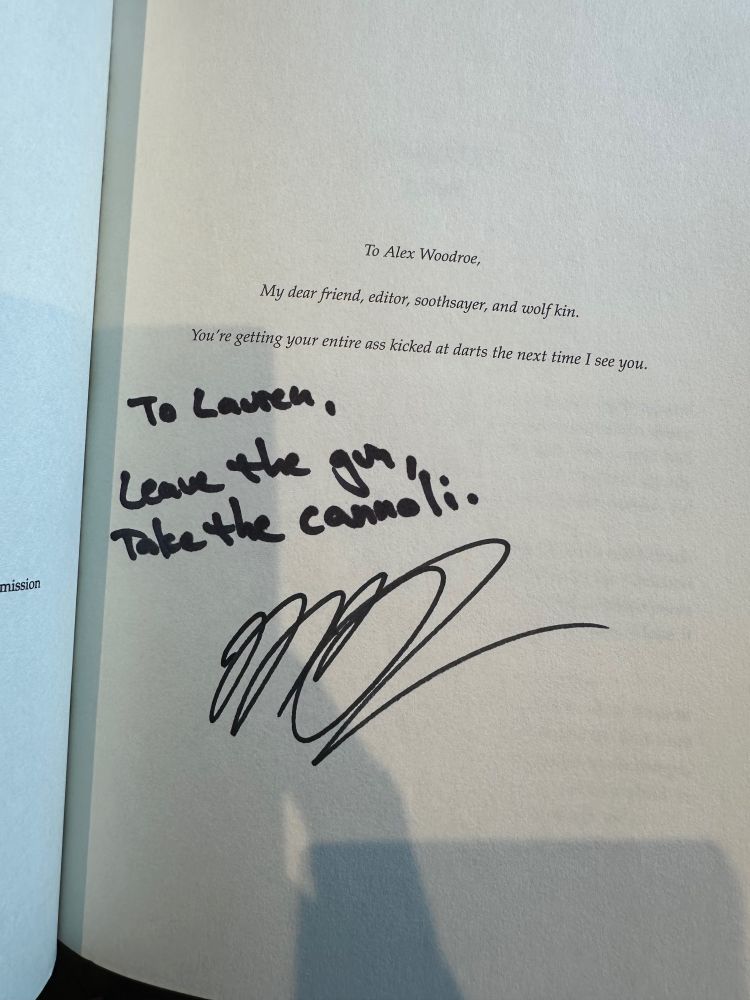 To Alex Woodroe,
My dear friend, editor, soothsayer, and wolf kin.
You're getting your entire ass kicked at darts the next time I see you.
To Lauren,
Leave the gun,
Take the cannoli.
mission